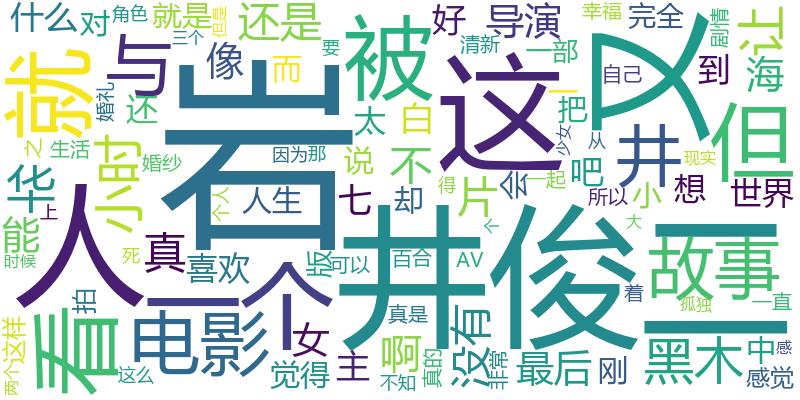 什么
对
角色
就是
但是
三个
还是
要
好
导演
清新
一部
幸福
完全
剧情
让
就
与
像
而
被
岩
这
又
自己
到
海
但
婚礼
还
太
白
一
把
井
少女
从
之
生活
小时
婚纱
因为
那
说
不
吧
现实
华
上
个人
人生
七
却
片
会
得
一起
所以
小
想
世界
人
一个
井
俊
二
大
能
真
喜欢
版
可以
百合
AV
个
故事
时候
死
拍
着
孤独
一直
看
电影
女
真是
没有
两个
这样
这么
觉得
主
啊
不知
真的
非常
最后
刚
黑木
中
感
感觉